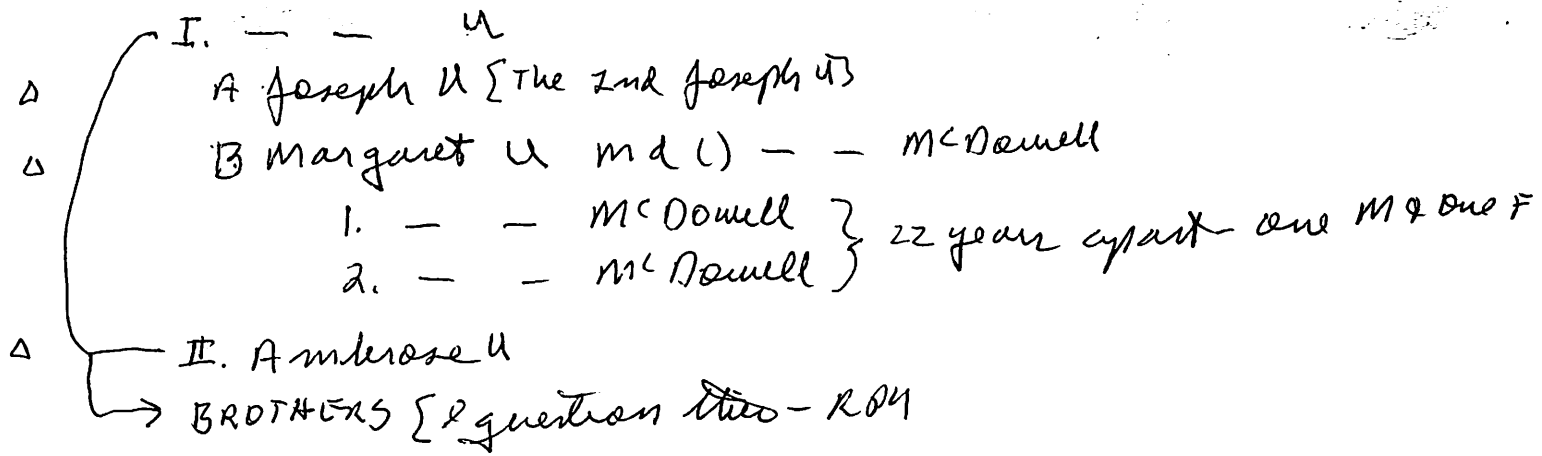 I. — — U
Δ A Joseph U [The 2nd Joseph U]
Δ B Margaret U md () — — McDowell
1. — — McDowell } 22 years apart one M & one F
2. — — McDowell }
Δ II. Ambrose U
BROTHERS [I question this - RDY